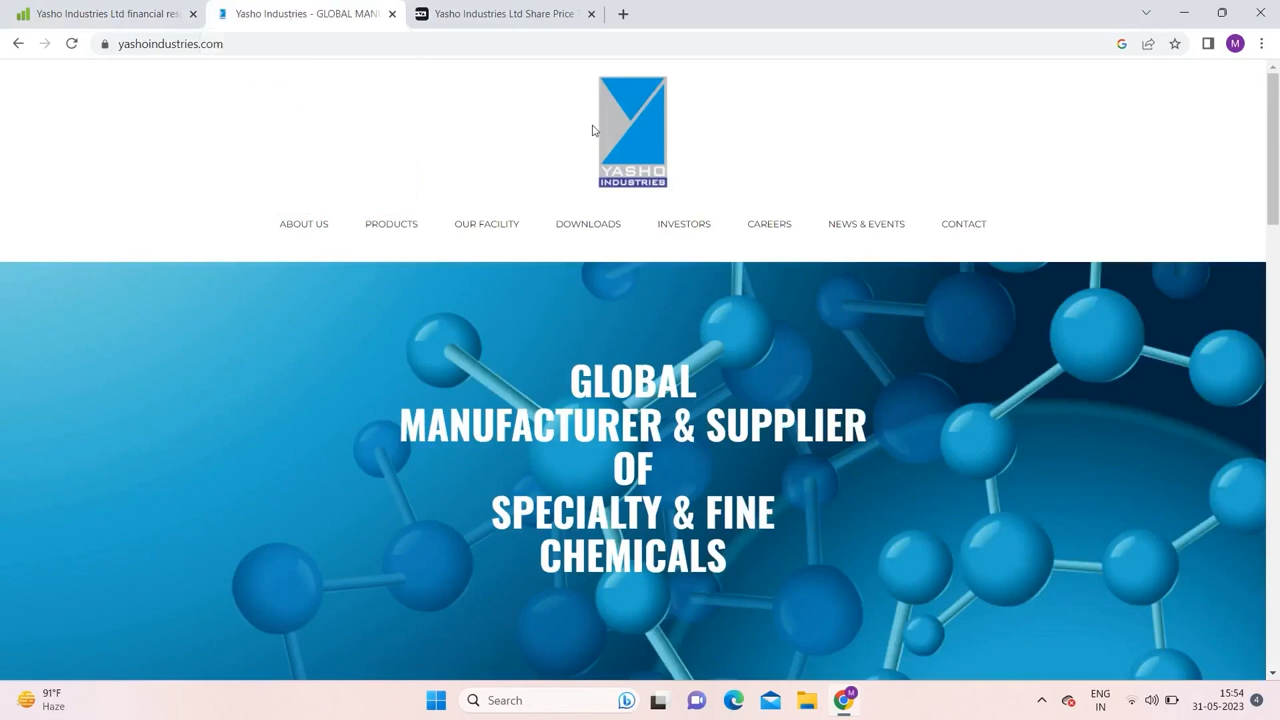 Yasho Industries Ltd financial res
Yasho Industries - GLOBAL MAN
Yasho Industries Ltd Share Price
yashoindustries.com
M
YASHO
INDUSTRIES
ABOUT US PRODUCTS OUR FACILITY DOWNLOADS INVESTORS CAREERS NEWS & EVENTS CONTACT
GLOBAL
MANUFACTURER & SUPPLIER
OF
SPECIALTY & FINE
CHEMICALS
91°F
Haze
Search
M
ENG
IN
15:54
31-05-2023
4